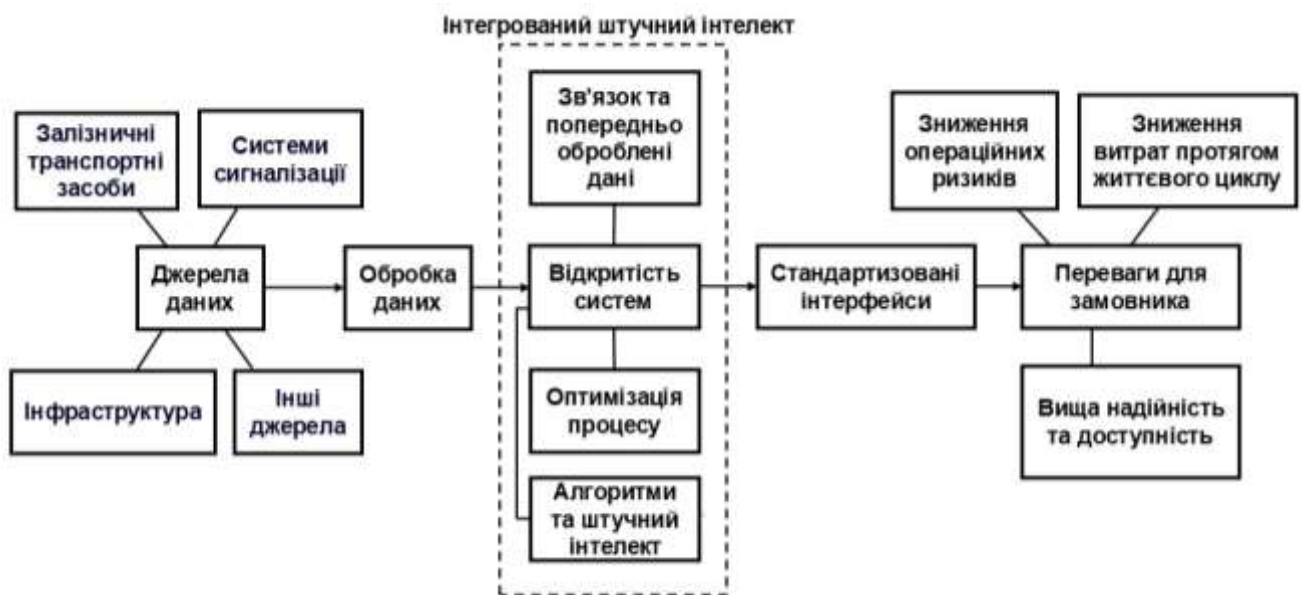 Інтегрований штучний інтелект
Залізничні
транспортні
засоби
Системи
сигналізації
Джерела
даних
Інфраструктура
Інші
джерела
Обробка
даних
Зв'язок та
попередньо
оброблені
дані
Відкритість
систем
Оптимізація
процесу
Алгоритми
та штучний
інтелект
Стандартизовані
інтерфейси
Зниження
операційних
ризиків
Зниження
витрат протягом
життєвого циклу
Переваги для
замовника
Вища надійність
та доступність